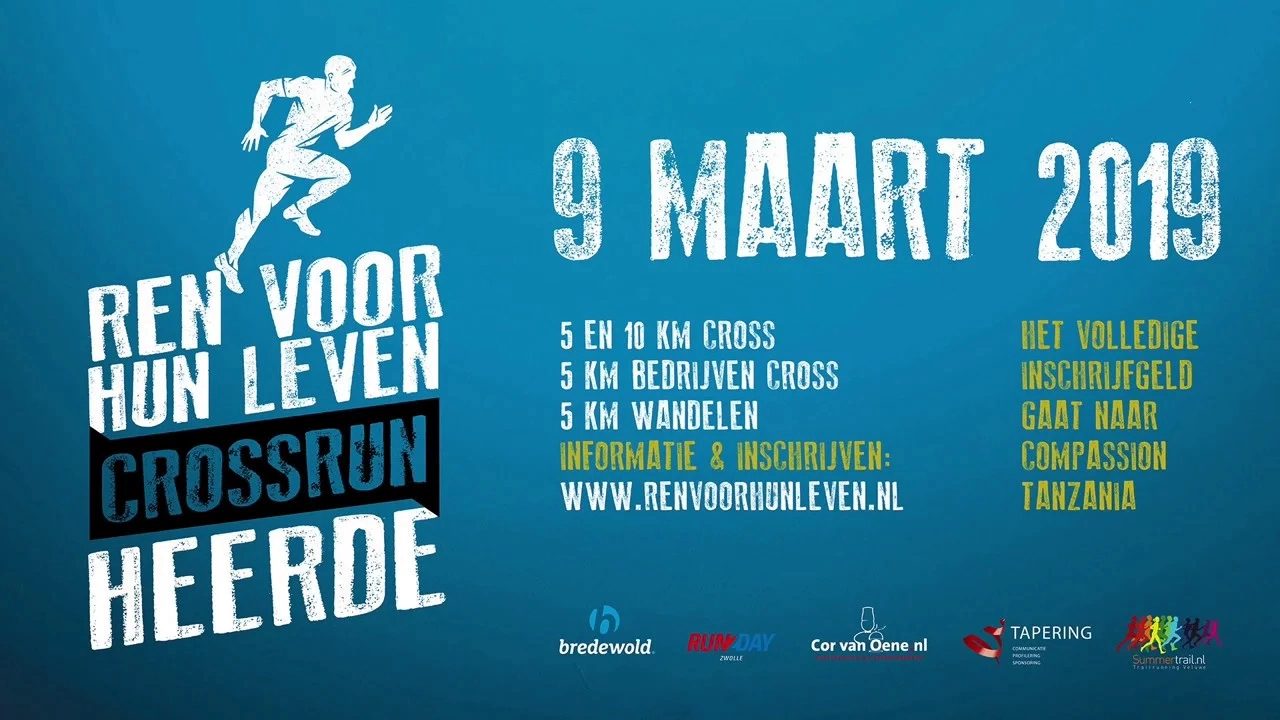 REN VOOR
HUN LEVEN
CROSSRUN
HEERDE
9 MAART 2019
5 EN 10 KM CROSS
5 KM BEDRIJVEN CROSS
5 KM WANDELEN
INFORMATIE & INSCHRIJVEN:
WWW.RENVOORHUNLEVEN.NL
HET VOLLEDIGE
INSCHRIJFGELD
GAAT NAAR
COMPASSION
TANZANIA
bredewold.
RUN DAY
ZWOLLE
Cor van Oene nl
TAPERING
COMMUNICATIE
PROFILERING
SPONSORING
Summertrail.nl
Trailrunning Veluwe